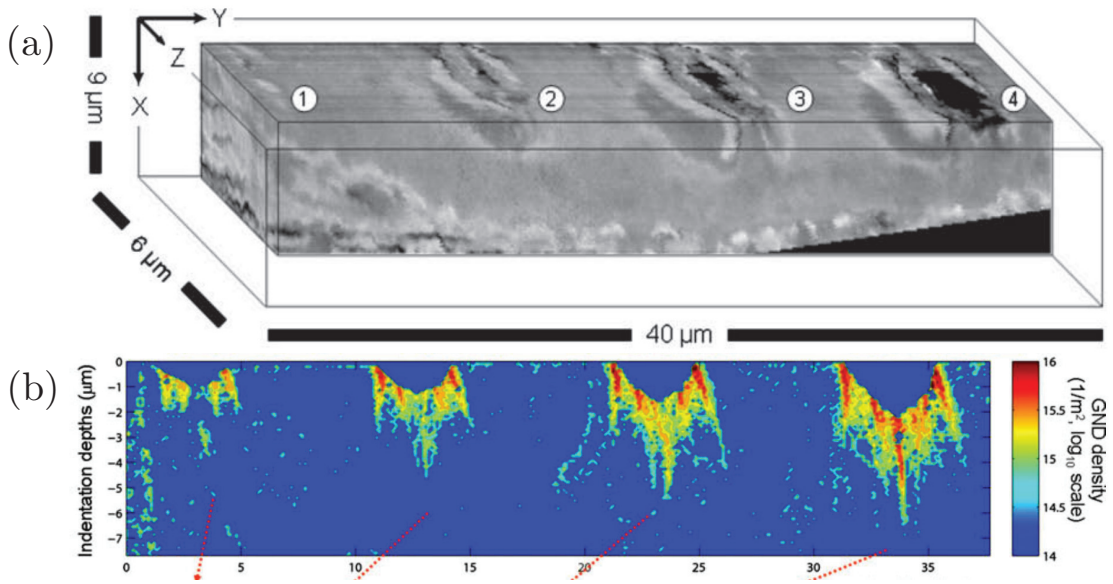 (a)
Y
Z
X
9 µm
6 µm
1
2
3
4
40 µm
(b)
Indentation depths (µm)
0
−1
−2
−3
−4
−5
−6
−7
0
5
10
15
20
25
30
35
16
15.5
15
14.5
14
GND density
(1/m², log₁₀ scale)